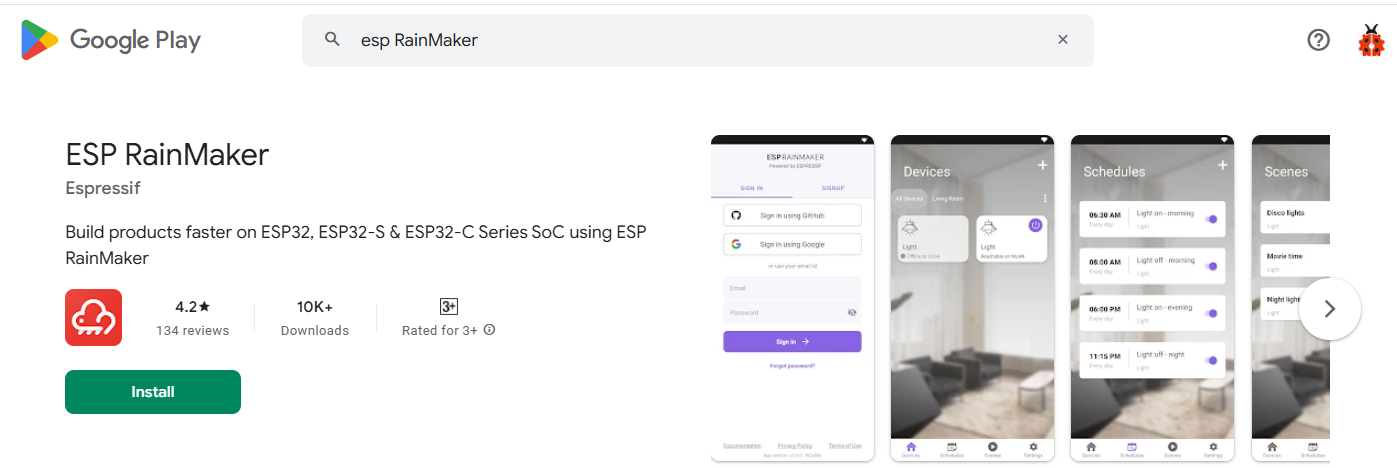 Google Play
esp RainMaker
ESP RainMaker
Espressif
Build products faster on ESP32, ESP32-S & ESP32-C Series SoC using ESP
RainMaker
4.2★
134 reviews
10K+
Downloads
3+
Rated for 3+
Install
ESPRAINMAKER
Powered by ESPRESSIF
SIGN IN
SIGNUP
Sign in using GitHub
Sign in using Google
or use your email id
Email
Password
Sign in
Forgot password?
Documentation
Privacy Policy
Terms of Use
Devices
All Devices
Living Room
Light
Offline at 13:04
Light
Reachable on WLAN
Devices
Schedules
Scenes
Settings
Schedules
06:30 AM
Every day
Light on - morning
Light
08:00 AM
Every day
Light off - morning
Light
06:00 PM
Every day
Light on - evening
Light
11:15 PM
Every day
Light off - night
Light
Devices
Schedules
Scenes
Settings
Scenes
Disco lights
Light
Movie time
Light
Night light
Light
Devices
Schedules